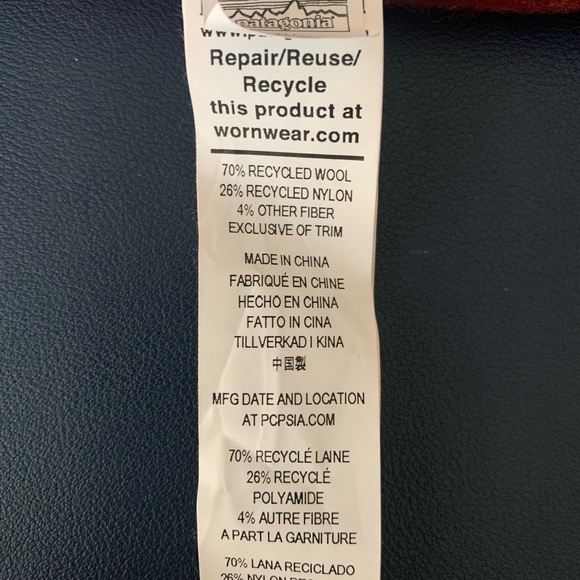 patagonia
Repair/Reuse/
Recycle
this product at
wornwear.com
70% RECYCLED WOOL
26% RECYCLED NYLON
4% OTHER FIBER
EXCLUSIVE OF TRIM
MADE IN CHINA
FABRIQUÉ EN CHINE
HECHO EN CHINA
FATTO IN CINA
TILLVERKAD I KINA
中国製
MFG DATE AND LOCATION
AT PCPSIA.COM
70% RECYCLÉ LAINE
26% RECYCLÉ
POLYAMIDE
4% AUTRE FIBRE
A PART LA GARNITURE
70% LANA RECICLADO
26% NYLON